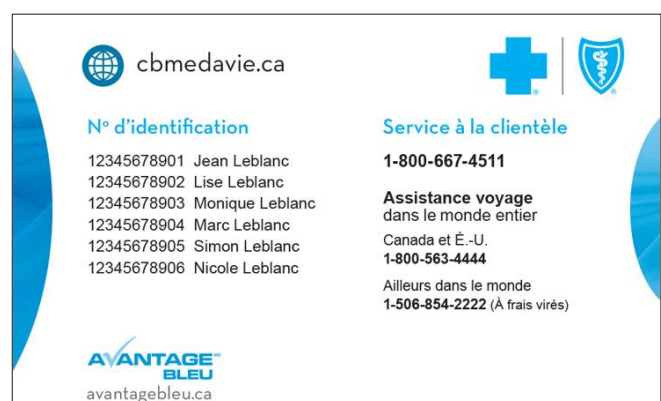 cbmedavie.ca
Nº d'identification
12345678901 Jean Leblanc
12345678902 Lise Leblanc
12345678903 Monique Leblanc
12345678904 Marc Leblanc
12345678905 Simon Leblanc
12345678906 Nicole Leblanc
AVANTAGE MC
BLEU
avantagebleu.ca
Service à la clientèle
1-800-667-4511
Assistance voyage
dans le monde entier
Canada et É.-U.
1-800-563-4444
Ailleurs dans le monde
1-506-854-2222 (À frais virés)